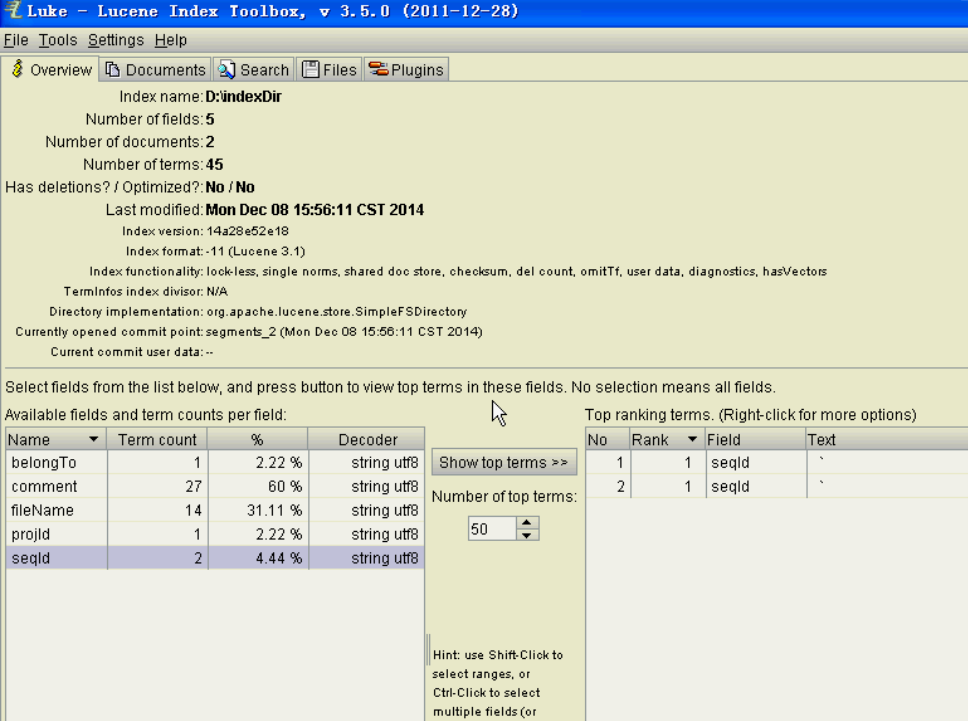 Luke - Lucene Index Toolbox, v 3.5.0 (2011-12-28)
File Tools Settings Help
Overview Documents Search Files Plugins
Index name: D:\indexDir
Number of fields: 5
Number of documents: 2
Number of terms: 45
Has deletions? / Optimized?: No / No
Last modified: Mon Dec 08 15:56:11 CST 2014
Index version: 14a28e52e18
Index format: -11 (Lucene 3.1)
Index functionality: lock-less, single norms, shared doc store, checksum, del count, omitTf, user data, diagnostics, hasVectors
TermInfos index divisor: N/A
Directory implementation: org.apache.lucene.store.SimpleFSDirectory
Currently opened commit point: segments_2 (Mon Dec 08 15:56:11 CST 2014)
Current commit user data: --
Select fields from the list below, and press button to view top terms in these fields. No selection means all fields.
Available fields and term counts per field:
Name Term count % Decoder
belongTo 1 2.22 % string utf8
comment 27 60 % string utf8
fileName 14 31.11 % string utf8
projId 1 2.22 % string utf8
seqId 2 4.44 % string utf8
Show top terms >>
Number of top terms:
50
Hint: use Shift-Click to
select ranges, or
Ctrl-Click to select
multiple fields (or
Top ranking terms. (Right-click for more options)
No Rank Field Text
1 1 seqId `
2 1 seqId `